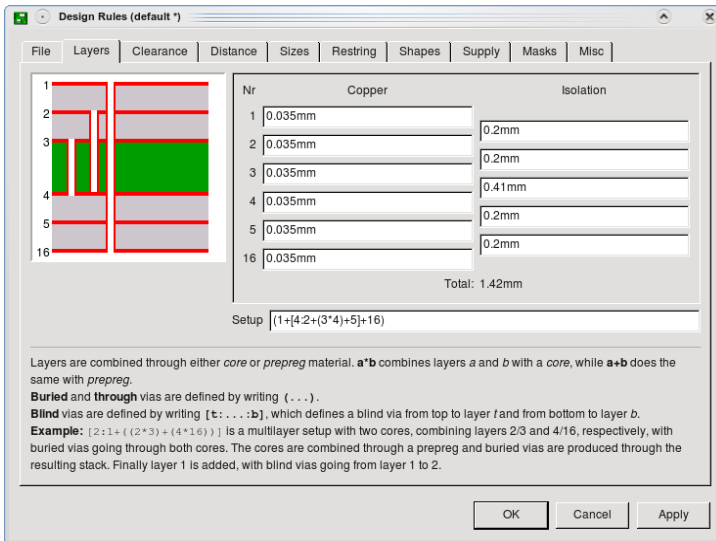 Design Rules (default *)
File Layers Clearance Distance Sizes Restring Shapes Supply Masks Misc
1
2
3
4
5
16
Nr Copper Isolation
1 0.035mm
0.2mm
2 0.035mm
0.2mm
3 0.035mm
0.41mm
4 0.035mm
0.2mm
5 0.035mm
0.2mm
16 0.035mm
Total: 1.42mm
Setup (1+[4:2+(3*4)+5]+16)
Layers are combined through either core or prepreg material. a*b combines layers a and b with a core, while a+b does the
same with prepreg.
Buried and through vias are defined by writing (...).
Blind vias are defined by writing [t:...:b], which defines a blind via from top to layer t and from bottom to layer b.
Example: [2:1+((2*3)+(4*16))] is a multilayer setup with two cores, combining layers 2/3 and 4/16, respectively, with
buried vias going through both cores. The cores are combined through a prepreg and buried vias are produced through the
resulting stack. Finally layer 1 is added, with blind vias going from layer 1 to 2.
OK Cancel Apply